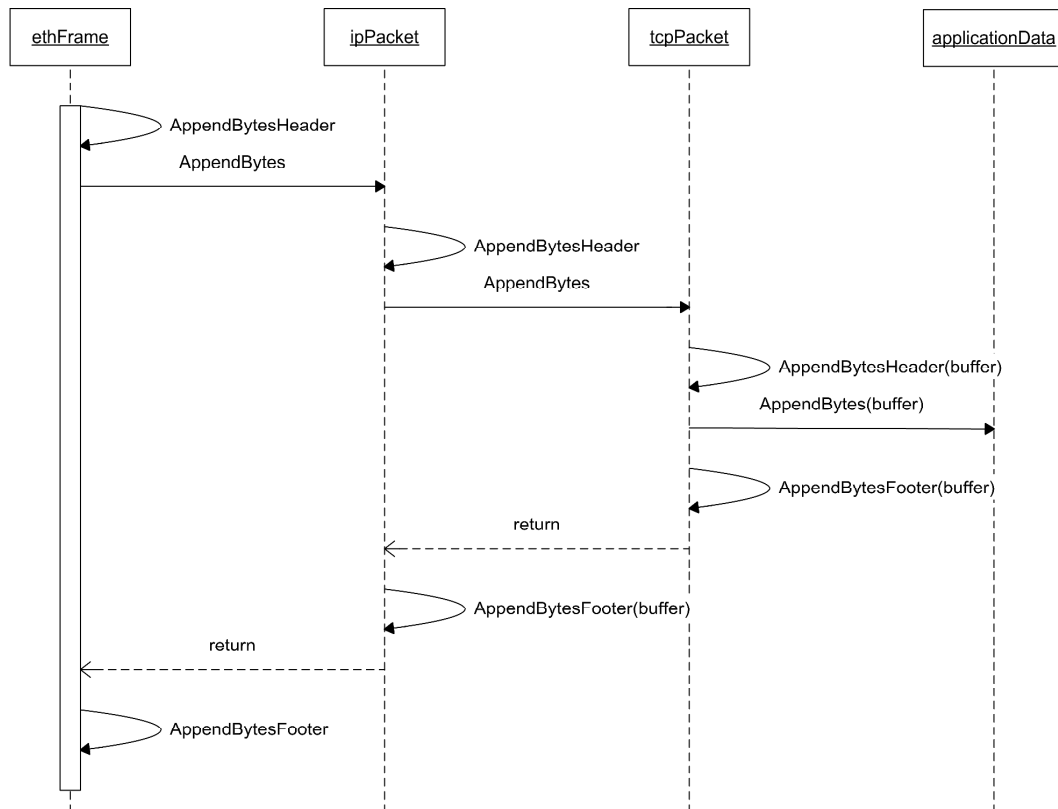 ethFrame
ipPacket
tcpPacket
applicationData
AppendBytesHeader
AppendBytes
AppendBytesHeader
AppendBytes
AppendBytesHeader(buffer)
AppendBytes(buffer)
AppendBytesFooter(buffer)
return
AppendBytesFooter(buffer)
return
AppendBytesFooter